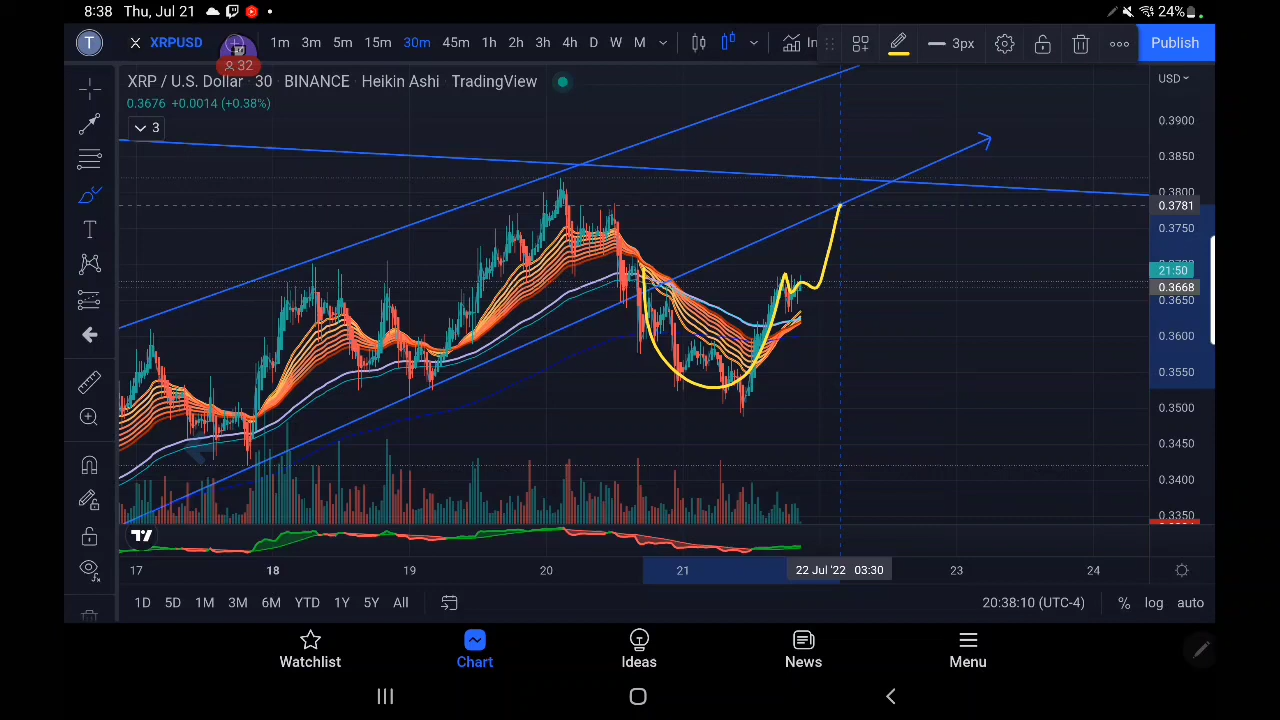 8:38 Thu, Jul 21 24%
T XRPUSD 1m 3m 5m 15m 30m 45m 1h 2h 3h 4h D W M In 3px Publish
32
XRP / U.S. Dollar · 30 · BINANCE · Heikin Ashi · TradingView USD
0.3676 +0.0014 (+0.38%)
3
0.3900
0.3850
0.3800
0.3781
0.3750
21:50
0.3668
0.3650
0.3600
0.3550
0.3500
0.3450
0.3400
0.3350
17 18 19 20 21 22 Jul '22 03:30 23 24
1D 5D 1M 3M 6M YTD 1Y 5Y All 20:38:10 (UTC-4) % log auto
Watchlist Chart Ideas News Menu